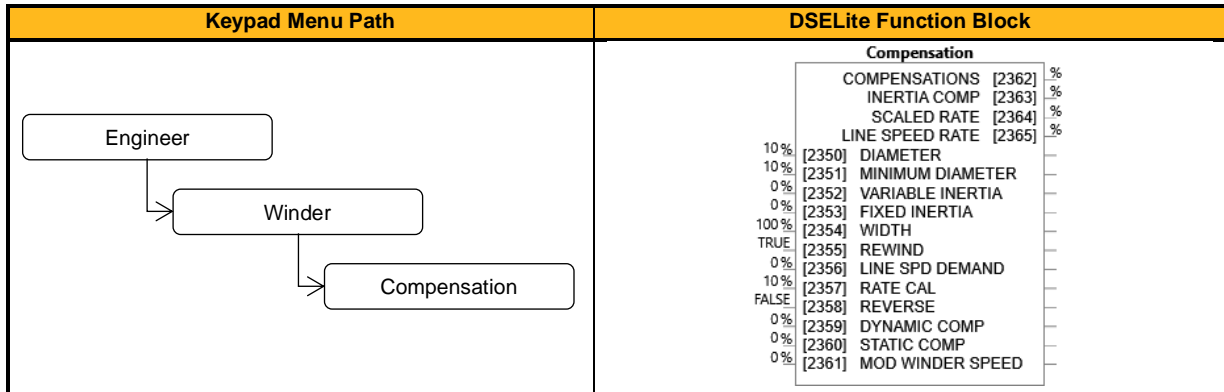 Keypad Menu Path
DSELite Function Block
Engineer
Winder
Compensation
Compensation
COMPENSATIONS [2362] %
INERTIA COMP [2363] %
SCALED RATE [2364] %
LINE SPEED RATE [2365] %
10% [2350] DIAMETER
10% [2351] MINIMUM DIAMETER
0% [2352] VARIABLE INERTIA
0% [2353] FIXED INERTIA
100% [2354] WIDTH
TRUE [2355] REWIND
0% [2356] LINE SPD DEMAND
10% [2357] RATE CAL
FALSE [2358] REVERSE
0% [2359] DYNAMIC COMP
0% [2360] STATIC COMP
0% [2361] MOD WINDER SPEED